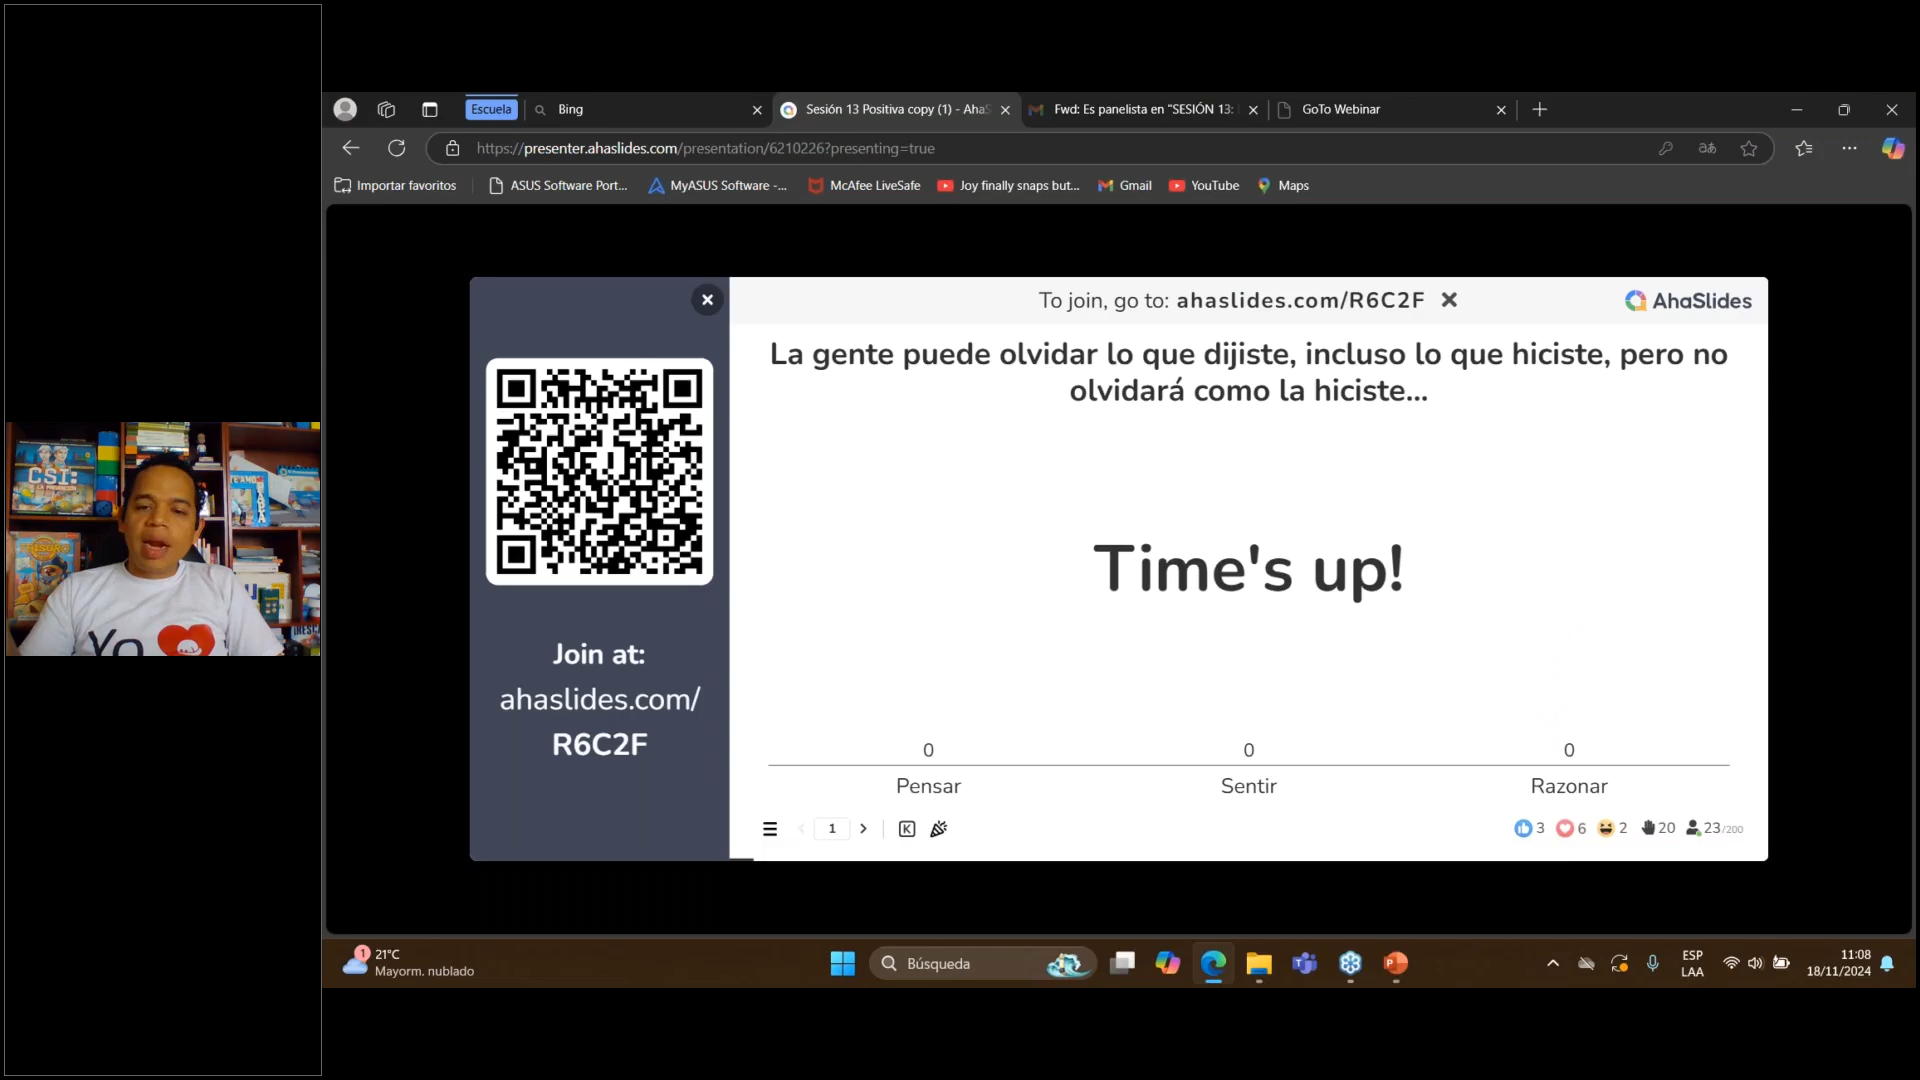 Escuela
Bing
Sesión 13 Positiva copy (1) - AhaS
Fwd: Es panelista en "SESIÓN 13:
GoTo Webinar
https://presenter.ahaslides.com/presentation/6210226?presenting=true
Importar favoritos
ASUS Software Port...
MyASUS Software -...
McAfee LiveSafe
Joy finally snaps but...
Gmail
YouTube
Maps
To join, go to: ahaslides.com/R6C2F
AhaSlides
La gente puede olvidar lo que dijiste, incluso lo que hiciste, pero no
olvidará como la hiciste...
Time's up!
CSI:
Yo
Join at:
ahaslides.com/
R6C2F
0
0
0
Pensar
Sentir
Razonar
1
K
3
6
2
20
23/200
1
21°C
Mayorm. nublado
Búsqueda
ESP
LAA
11:08
18/11/2024